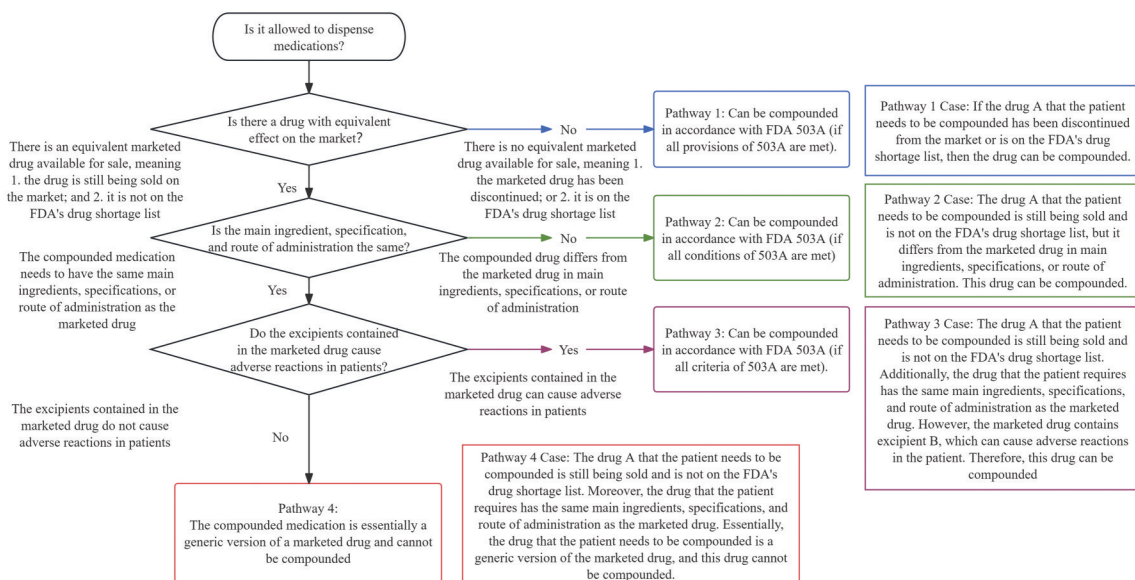 Is it allowed to dispense
medications?
Is there a drug with equivalent
effect on the market?
There is an equivalent marketed
drug available for sale, meaning
1. the drug is still being sold on
the market; and 2. it is not on the
FDA's drug shortage list
Yes
No
There is no equivalent marketed
drug available for sale, meaning 1.
the marketed drug has been
discontinued; or 2. it is on the
FDA's drug shortage list
Pathway 1: Can be compounded
in accordance with FDA 503A (if
all provisions of 503A are met).
Pathway 1 Case: If the drug A that the patient
needs to be compounded has been discontinued
from the market or is on the FDA's drug
shortage list, then the drug can be compounded.
Is the main ingredient, specification,
and route of administration the same?
The compounded medication
needs to have the same main
ingredients, specifications, or
route of administration as the
marketed drug
Yes
No
The compounded drug differs from
the marketed drug in main
ingredients, specifications, or route
of administration
Pathway 2: Can be compounded
in accordance with FDA 503A (if
all conditions of 503A are met)
Pathway 2 Case: The drug A that the patient
needs to be compounded is still being sold and
is not on the FDA's drug shortage list, but it
differs from the marketed drug in main
ingredients, specifications, or route of
administration. This drug can be compounded.
Do the excipients contained
in the marketed drug cause
adverse reactions in patients?
The excipients contained in the
marketed drug do not cause
adverse reactions in patients
No
Yes
The excipients contained in the
marketed drug can cause adverse
reactions in patients
Pathway 3: Can be compounded
in accordance with FDA 503A (if
all criteria of 503A are met).
Pathway 3 Case: The drug A that the patient
needs to be compounded is still being sold and
is not on the FDA's drug shortage list.
Additionally, the drug that the patient requires
has the same main ingredients, specifications,
and route of administration as the marketed
drug. However, the marketed drug contains
excipient B, which can cause adverse reactions
in the patient. Therefore, this drug can be
compounded
Pathway 4:
The compounded medication is essentially a
generic version of a marketed drug and cannot
be compounded
Pathway 4 Case: The drug A that the patient needs to be
compounded is still being sold and is not on the FDA's
drug shortage list. Moreover, the drug that the patient
requires has the same main ingredients, specifications, and
route of administration as the marketed drug. Essentially,
the drug that the patient needs to be compounded is a
generic version of the marketed drug, and this drug cannot
be compounded.